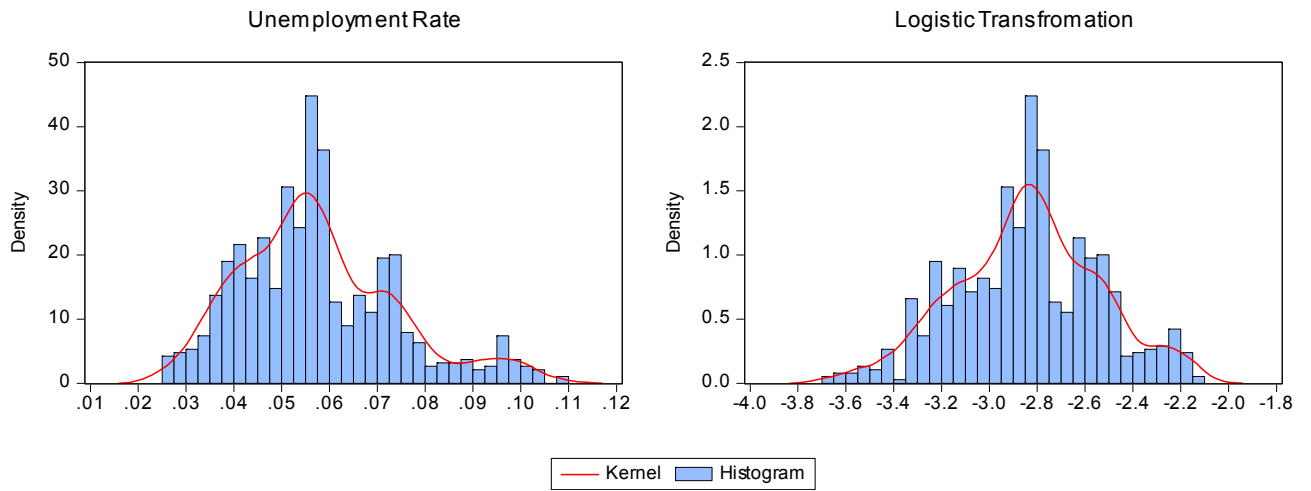 Unemployment Rate
Logistic Transfromation
50
40
30
20
10
0
Density
.01 .02 .03 .04 .05 .06 .07 .08 .09 .10 .11 .12
2.5
2.0
1.5
1.0
0.5
0.0
Density
-4.0 -3.8 -3.6 -3.4 -3.2 -3.0 -2.8 -2.6 -2.4 -2.2 -2.0 -1.8
Kernel Histogram